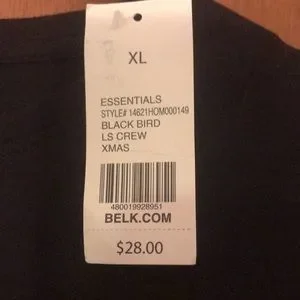 XL
ESSENTIALS
STYLE# 14621HOM000149
BLACK BIRD
LS CREW
XMAS
480019928951
BELK.COM
$28.00